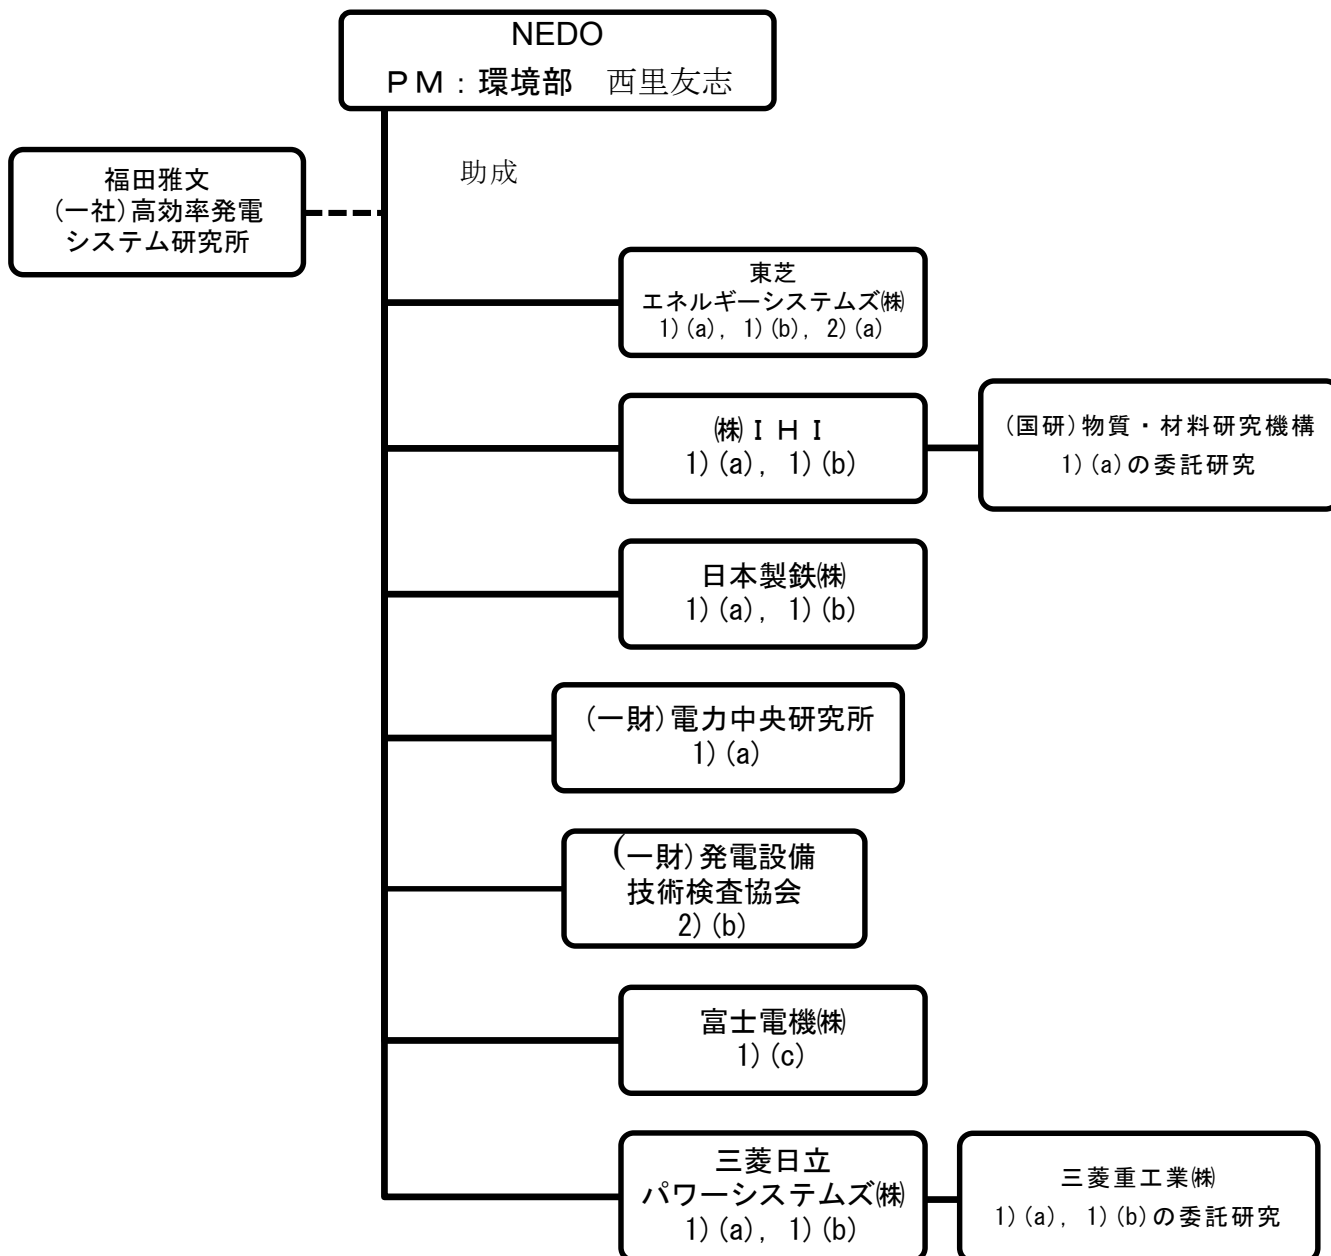 NEDO
ＰＭ：環境部　西里友志
助成
福田雅文
(一社)高効率発電
システム研究所
東芝
エネルギーシステムズ㈱
1)(a), 1)(b), 2)(a)
㈱ＩＨＩ
1)(a), 1)(b)
(国研)物質・材料研究機構
1)(a)の委託研究
日本製鉄㈱
1)(a), 1)(b)
(一財)電力中央研究所
1)(a)
(一財)発電設備
技術検査協会
2)(b)
富士電機㈱
1)(c)
三菱日立
パワーシステムズ㈱
1)(a), 1)(b)
三菱重工業㈱
1)(a), 1)(b)の委託研究